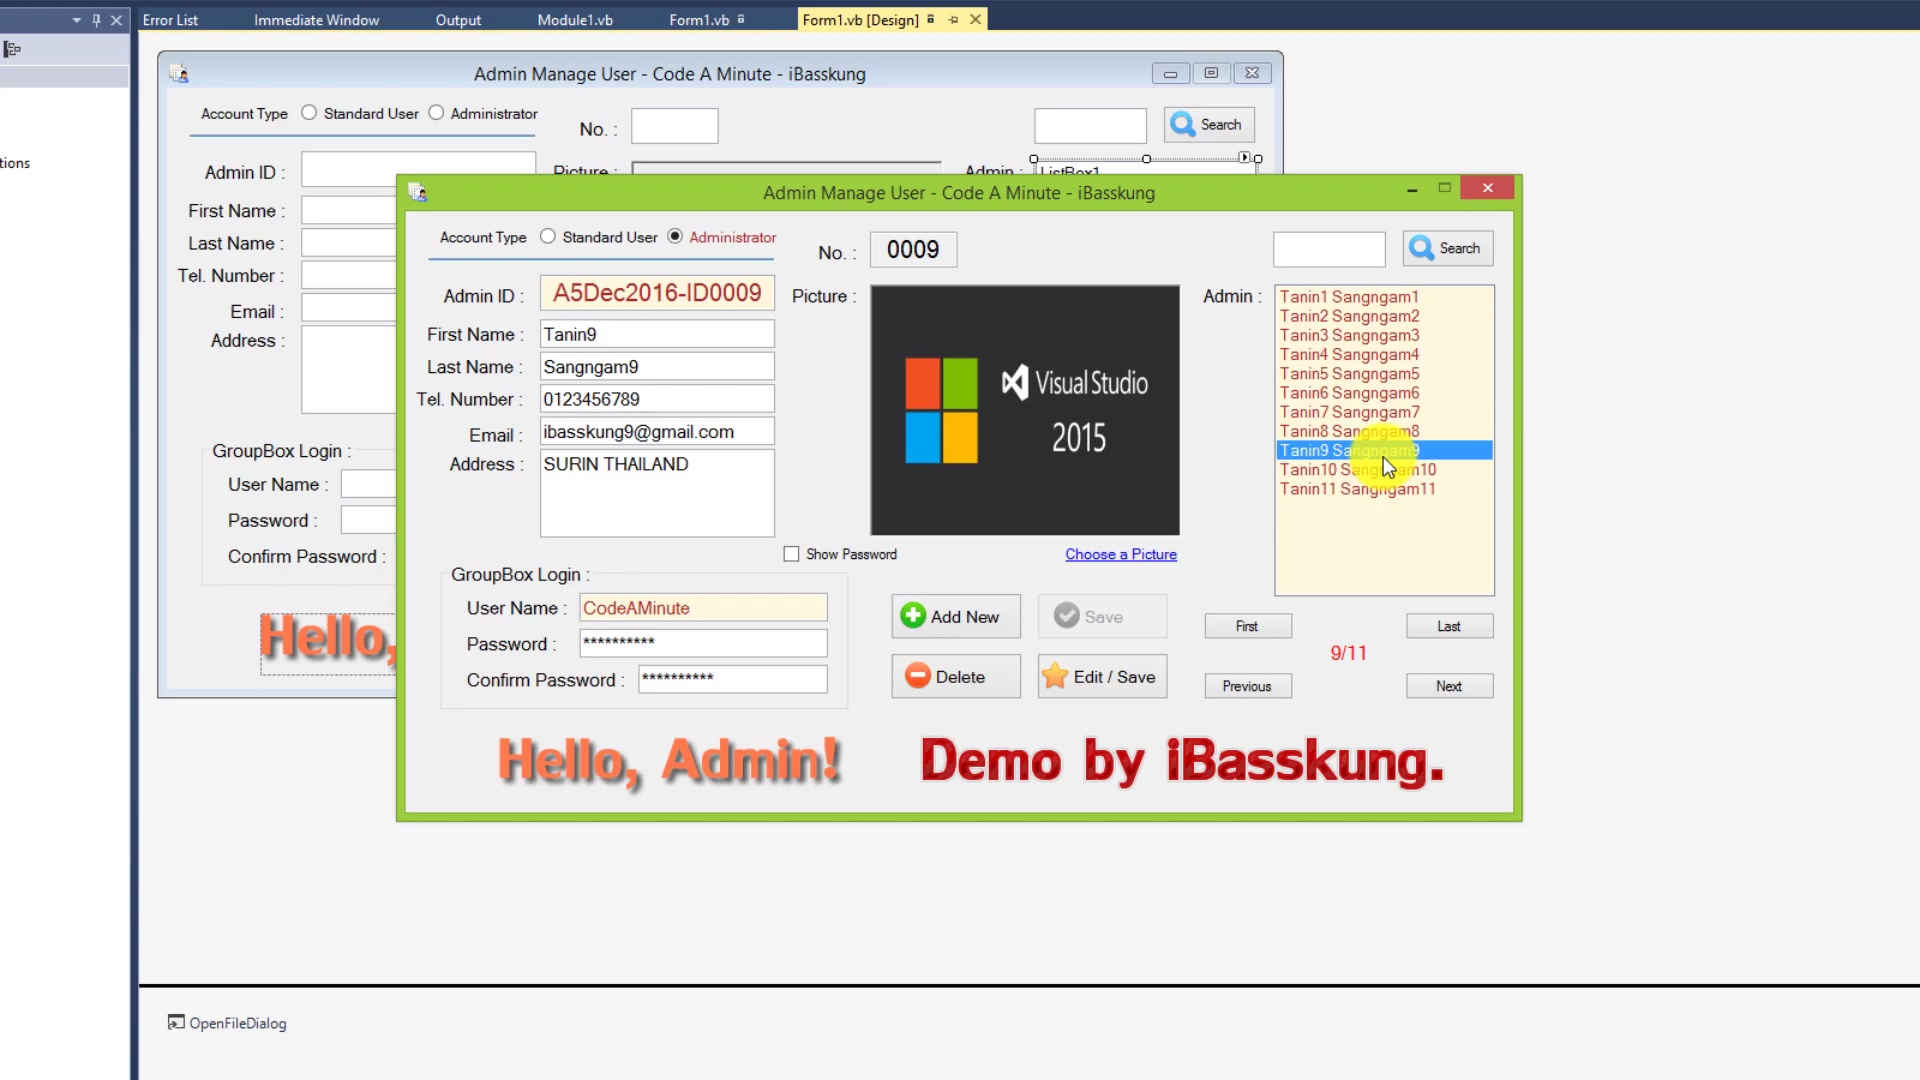 Error List
Immediate Window
Output
Module1.vb
Form1.vb
Form1.vb [Design]
tions
Admin Manage User - Code A Minute - iBasskung
Account Type
Standard User
Administrator
No. :
Search
Admin ID :
Picture :
Admin :
ListBox1
First Name :
Last Name :
Tel. Number :
Email :
Address :
GroupBox Login :
User Name :
Password :
Confirm Password :
Hello,
Admin Manage User - Code A Minute - iBasskung
Account Type
Standard User
Administrator
No. :
0009
Search
Admin ID :
A5Dec2016-ID0009
First Name :
Tanin9
Last Name :
Sangngam9
Tel. Number :
0123456789
Email :
ibasskung9@gmail.com
Address :
SURIN THAILAND
Picture :
Visual Studio
2015
Show Password
Choose a Picture
Admin :
Tanin1 Sangngam1
Tanin2 Sangngam2
Tanin3 Sangngam3
Tanin4 Sangngam4
Tanin5 Sangngam5
Tanin6 Sangngam6
Tanin7 Sangngam7
Tanin8 Sangngam8
Tanin9 Sangngam9
Tanin10 Sangngam10
Tanin11 Sangngam11
GroupBox Login :
User Name :
CodeAMinute
Password :
**********
Confirm Password :
**********
Add New
Save
Delete
Edit / Save
First
Last
9/11
Previous
Next
Hello, Admin!
Demo by iBasskung.
OpenFileDialog